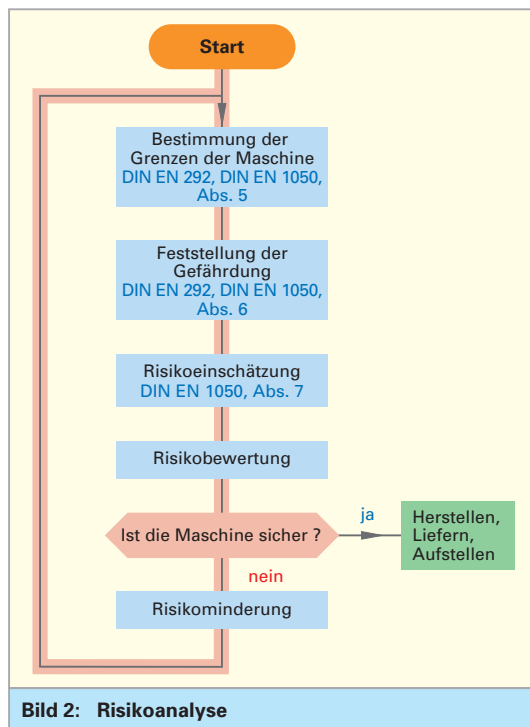 Start
Bestimmung der
Grenzen der Maschine
DIN EN 292, DIN EN 1050,
Abs. 5
Feststellung der
Gefährdung
DIN EN 292, DIN EN 1050,
Abs. 6
Risikoeinschätzung
DIN EN 1050, Abs. 7
Risikobewertung
Ist die Maschine sicher ?
ja
Herstellen,
Liefern,
Aufstellen
nein
Risikominderung
Bild 2: Risikoanalyse